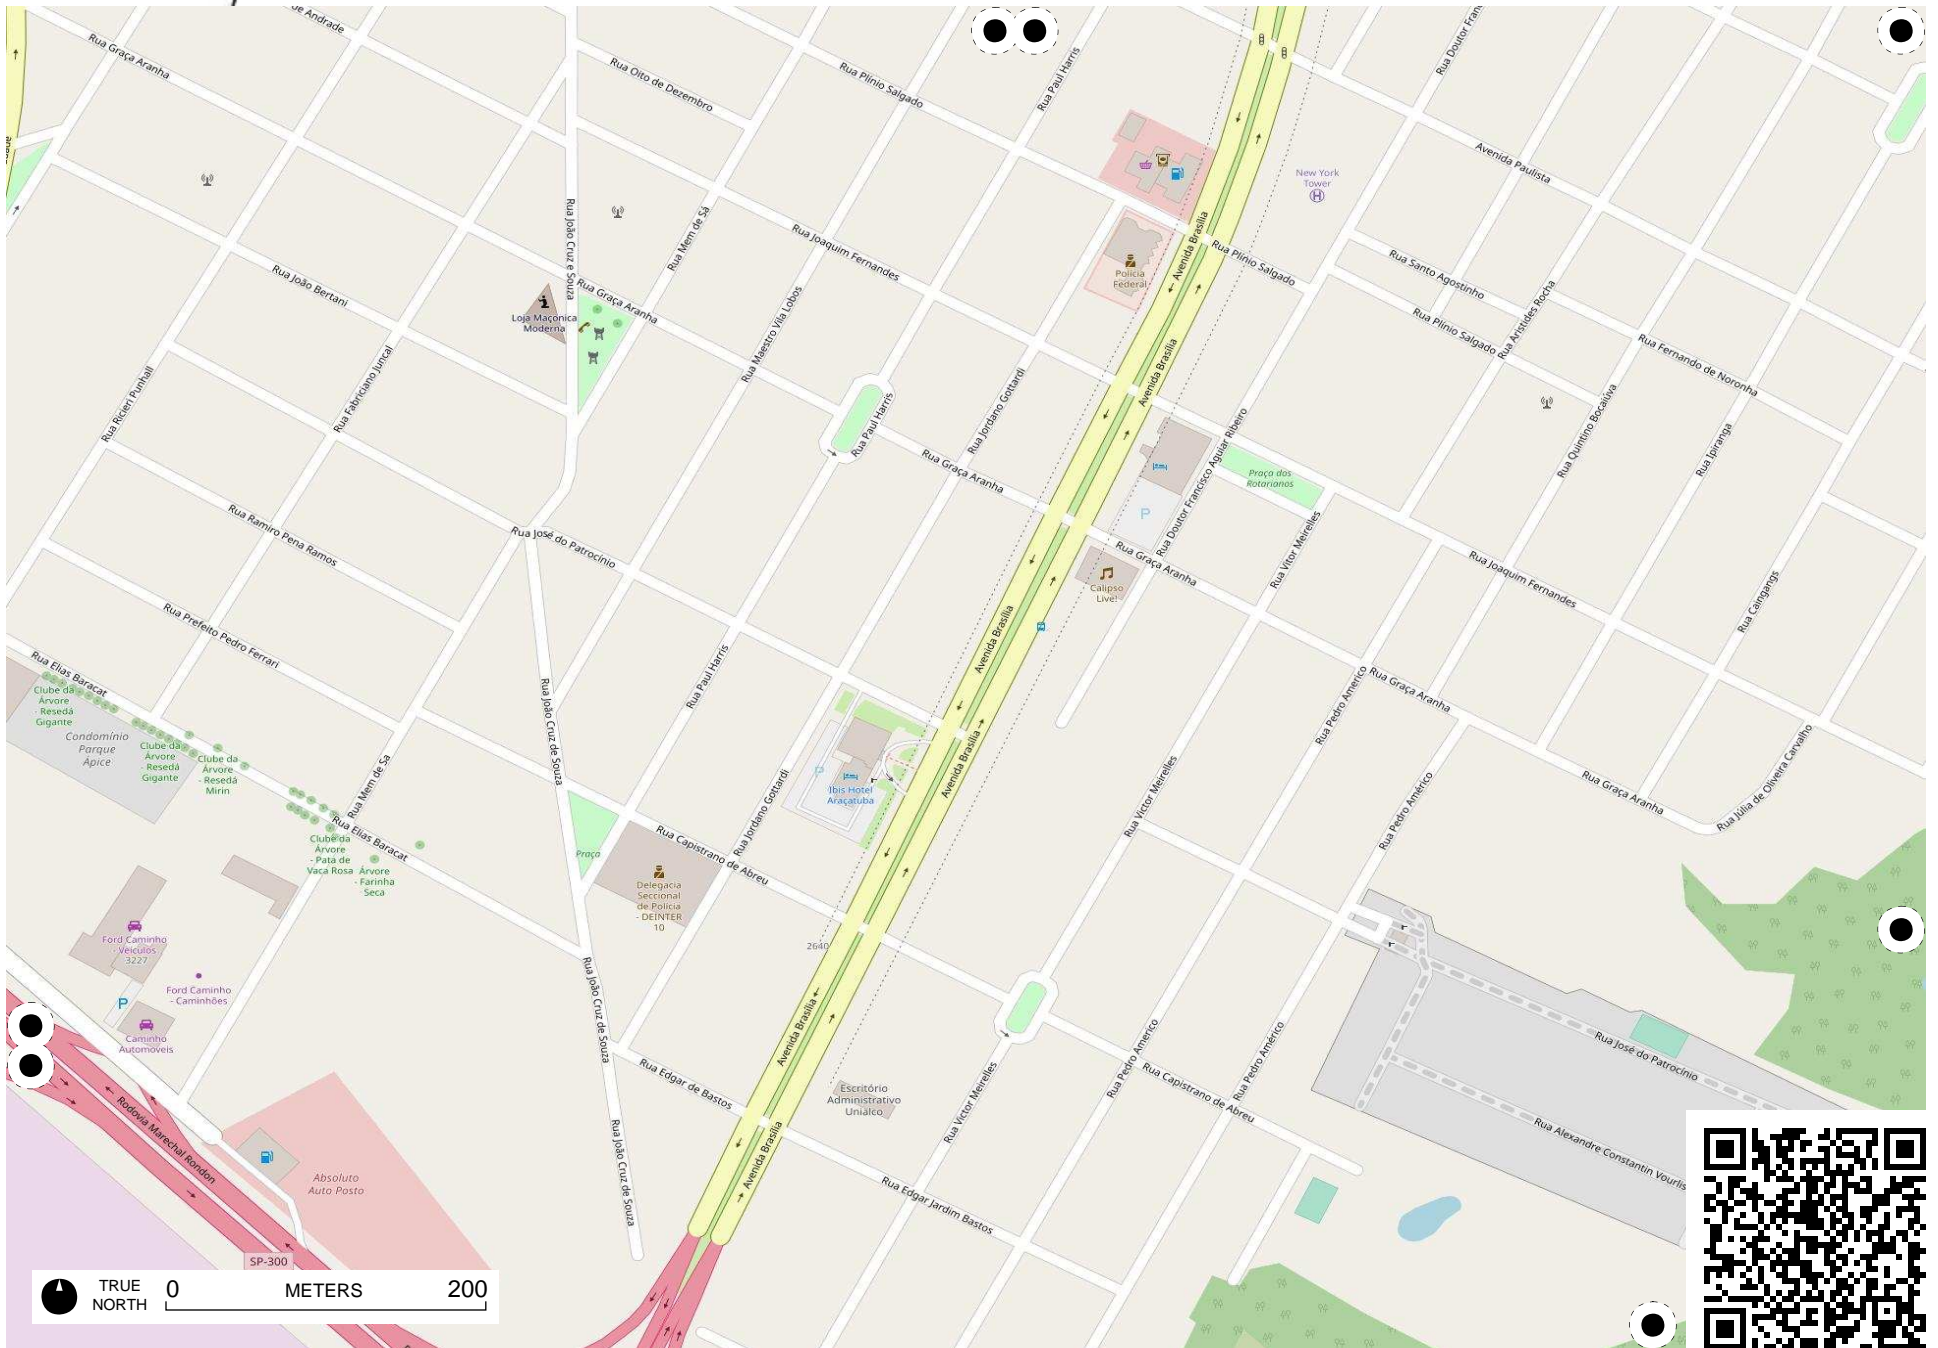 de Andrade
Rua Graça Aranha
Rua Oito de Dezembro
Rua Plínio Salgado
Rua Paul Harris
Rua Doutor Fran
Avenida Paulista
New York
Tower
Rua João Cruz e Souza
Rua Mem de Sá
Rua Joaquim Fernandes
Avenida Brasília
Rua Plínio Salgado
Rua Santo Agostinho
Polícia
Federal
Rua João Bertani
Loja Maçonica
Moderna
Rua Graça Aranha
Rua Maestro Vila Lobos
Rua Aristides Rocha
Rua Plínio Salgado
Rua Fernando de Noronha
Avenida Brasília
Rua Ricieri Punhali
Rua Fabriciano Juncal
Rua Paul Harris
Rua Jordano Gottardi
Rua Doutor Francisco Aguiar Ribeiro
Rua Quintino Bocaiúva
Rua Ipiranga
Rua Graça Aranha
Praça dos
Rotarianos
P
Rua Ramiro Pena Ramos
Rua José do Patrocínio
Rua Graça Aranha
Rua Vítor Meirelles
Rua Joaquim Fernandes
Calipso
Live!
Rua Caingangs
Rua Prefeito Pedro Ferrari
Avenida Brasília
Rua Elias Baracat
Clube da
Árvore
- Resedá
Gigante
Rua João Cruz de Souza
Rua Paul Harris
Rua Pedro Americo
Rua Graça Aranha
Condomínio
Parque
Ápice
Clube da
Árvore
- Resedá
Gigante
Clube da
Árvore
- Resedá
Mirin
Rua Mem de Sa
Rua Jordano Gottardi
P
Ibis Hotel
Araçatuba
Avenida Brasília
Rua Victor Meirelles
Rua Pedro Américo
Rua Graça Aranha
Rua Júlia de Oliveira Carvalho
Rua Elias Baracat
Clube da
Árvore
- Pata de
Vaca Rosa
Árvore
- Farinha
Seca
Praça
Rua Capistrano de Abreu
Delegacia
Seccional
de Polícia
- DEINTER
10
2640
Ford Caminho
- Veículos
3227
Ford Caminho
- Caminhões
P
Caminho
Automoveis
Rua João Cruz de Souza
Avenida Brasília
Rua Edgar de Bastos
Escritório
Administrativo
Unialco
Rua Victor Meirelles
Rua Pedro Americo
Rua Pedro Américo
Rua Capistrano de Abreu
Rua José do Patrocínio
Rua Alexandre Constantin Vourlis
Rodovia Marechal Rondon
Absoluto
Auto Posto
Rua João Cruz de Souza
Avenida Brasília
Rua Edgar Jardim Bastos
SP-300
TRUE
NORTH
0 METERS 200